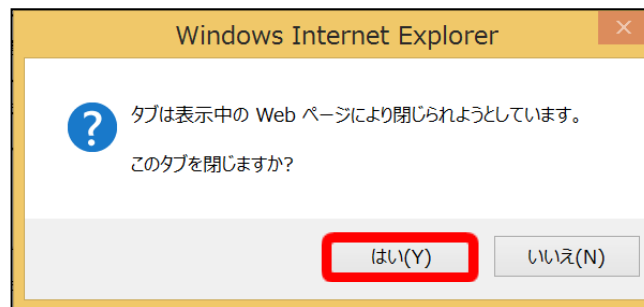 Windows Internet Explorer
タブは表示中の Web ページにより閉じられようとしています。
このタブを閉じますか?
はい(Y)
いいえ(N)